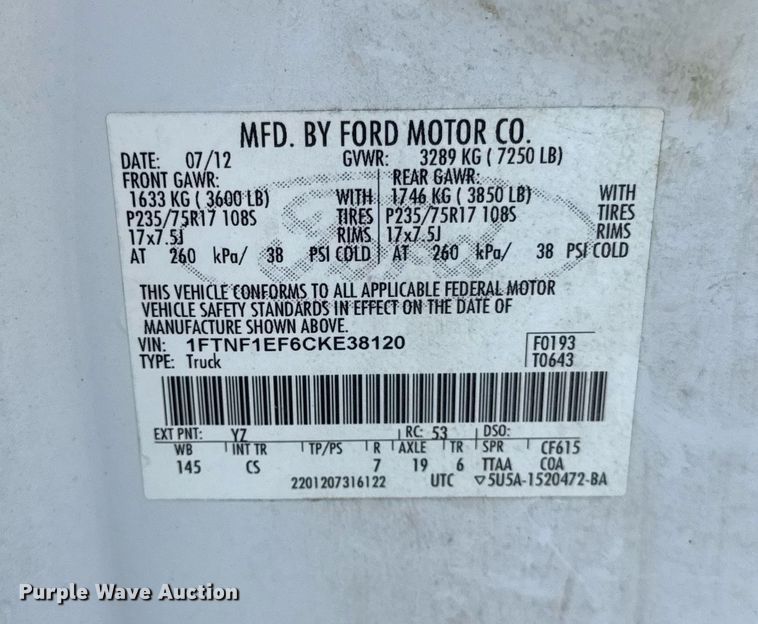 MFD. BY FORD MOTOR CO.
DATE: 07/12 GVWR: 3289 KG ( 7250 LB)
FRONT GAWR: REAR GAWR:
1633 KG ( 3600 LB) WITH 1746 KG ( 3850 LB) WITH
P235/75R17 108S TIRES P235/75R17 108S TIRES
17x7.5J RIMS 17x7.5J RIMS
AT 260 kPa/ 38 PSI COLD AT 260 kPa/ 38 PSI COLD
Ford
THIS VEHICLE CONFORMS TO ALL APPLICABLE FEDERAL MOTOR
VEHICLE SAFETY STANDARDS IN EFFECT ON THE DATE OF
MANUFACTURE SHOWN ABOVE.
VIN: 1FTNF1EF6CKE38120 F0193
TYPE: Truck T0643
EXT PNT: YZ RC: 53 DSO:
WB INT TR TP/PS R AXLE TR SPR CF615
145 CS 7 19 6 TTAA COA
2201207316122 UTC ▽5U5A-1520472-BA
Purple Wave Auction